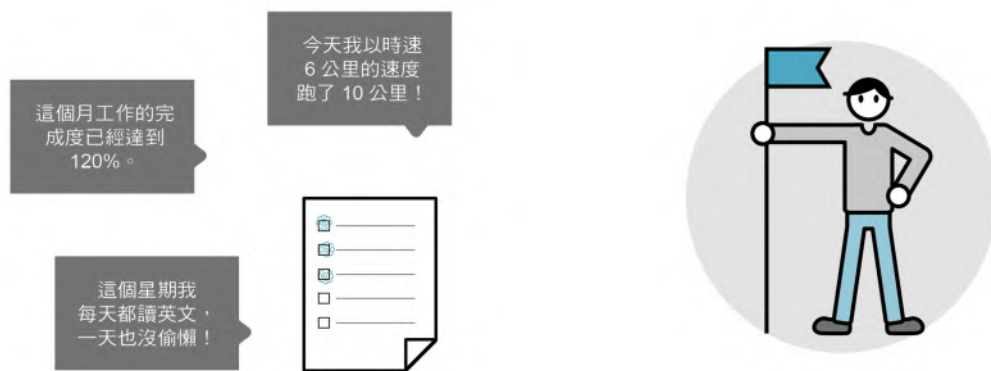 今天我以時速
6 公里的速度
跑了 10 公里！
這個月工作的完
成度已經達到
120%。
這個星期我
每天都讀英文，
一天也沒偷懶！